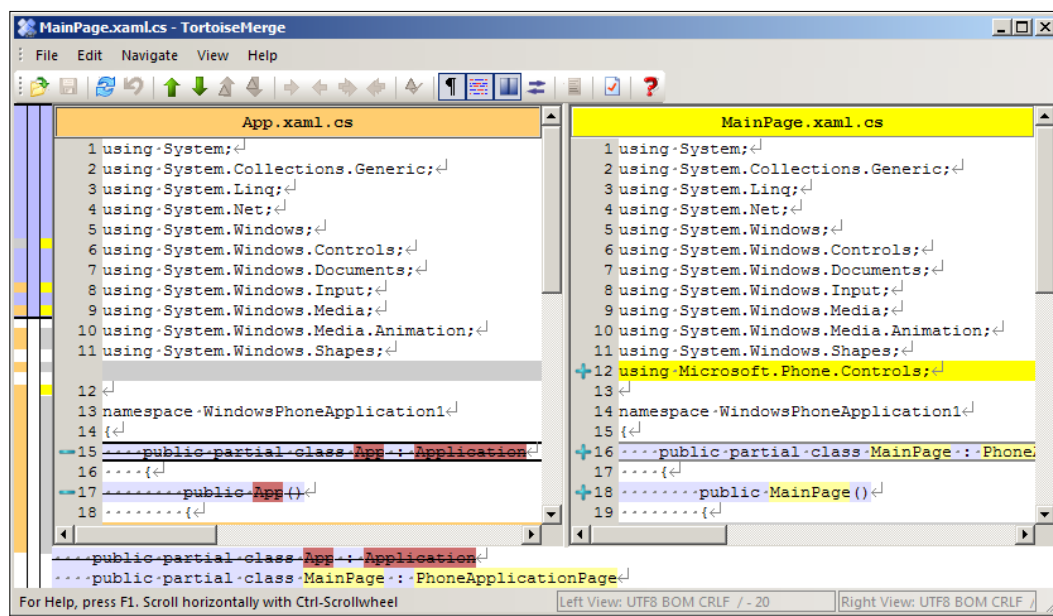 MainPage.xaml.cs - TortoiseMerge
File Edit Navigate View Help
App.xaml.cs
1 using System;
2 using System.Collections.Generic;
3 using System.Linq;
4 using System.Net;
5 using System.Windows;
6 using System.Windows.Controls;
7 using System.Windows.Documents;
8 using System.Windows.Input;
9 using System.Windows.Media;
10 using System.Windows.Media.Animation;
11 using System.Windows.Shapes;
12
13 namespace WindowsPhoneApplication1
14 {
15     public partial class App : Application
16     {
17         public App()
18         {
MainPage.xaml.cs
1 using System;
2 using System.Collections.Generic;
3 using System.Linq;
4 using System.Net;
5 using System.Windows;
6 using System.Windows.Controls;
7 using System.Windows.Documents;
8 using System.Windows.Input;
9 using System.Windows.Media;
10 using System.Windows.Media.Animation;
11 using System.Windows.Shapes;
12 using Microsoft.Phone.Controls;
13
14 namespace WindowsPhoneApplication1
15 {
16     public partial class MainPage : Phone
17     {
18         public MainPage()
19         {
    public partial class App : Application
    public partial class MainPage : PhoneApplicationPage
For Help, press F1. Scroll horizontally with Ctrl-Scrollwheel
Left View: UTF8 BOM CRLF / - 20
Right View: UTF8 BOM CRLF /